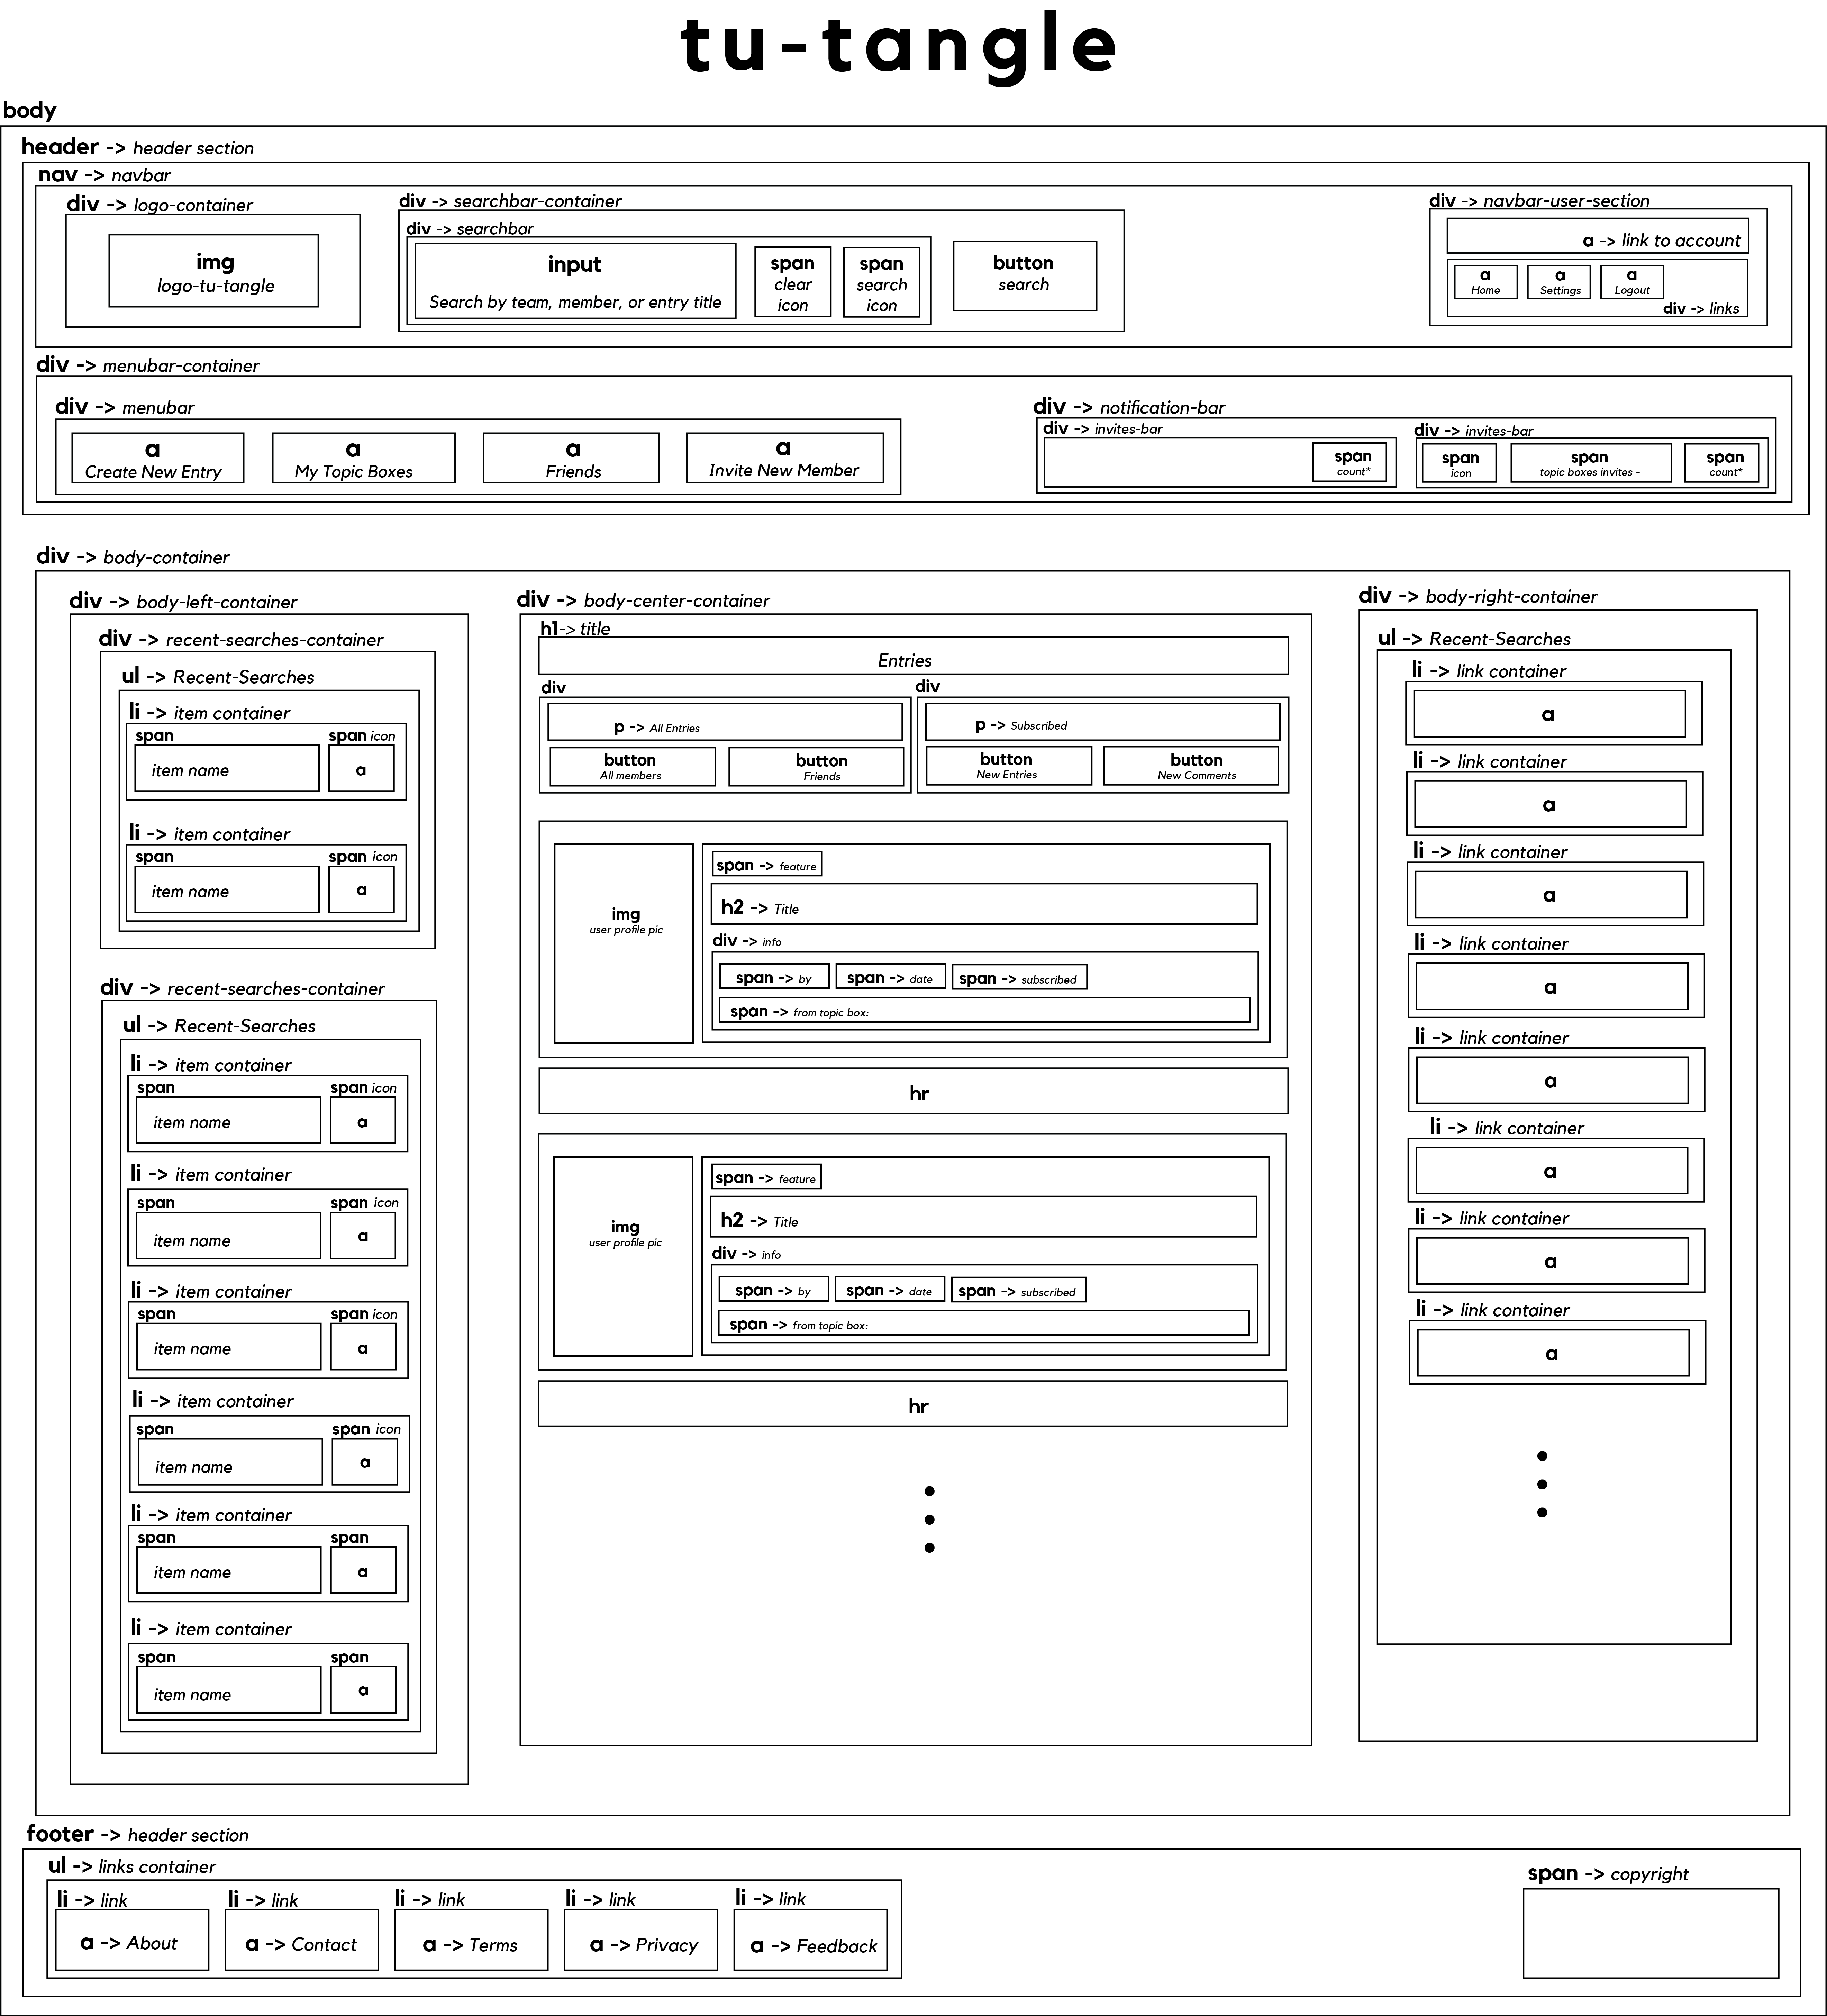 tu-tangle
body
header -> header section
nav -> navbar
div -> logo-container
img
logo-tu-tangle
div -> searchbar-container
div -> searchbar
input
Search by team, member, or entry title
span
clear
icon
span
search
icon
button
search
div -> navbar-user-section
a -> link to account
a
Home
a
Settings
a
Logout
div -> links
div -> menubar-container
div -> menubar
a
Create New Entry
a
My Topic Boxes
a
Friends
a
Invite New Member
div -> notification-bar
div -> invites-bar
span
count*
div -> invites-bar
span
icon
span
topic boxes invites -
span
count*
div -> body-container
div -> body-left-container
div -> recent-searches-container
ul -> Recent-Searches
li -> item container
span
span icon
item name
a
li -> item container
span
span icon
item name
a
div -> recent-searches-container
ul -> Recent-Searches
li -> item container
span
span icon
item name
a
li -> item container
span
span icon
item name
a
li -> item container
span
span icon
item name
a
li -> item container
span
span icon
item name
a
li -> item container
span
span
item name
a
li -> item container
span
span
item name
a
div -> body-center-container
h1-> title
Entries
div
p -> All Entries
button
All members
button
Friends
div
p -> Subscribed
button
New Entries
button
New Comments
img
user profile pic
span -> feature
h2 -> Title
div -> info
span -> by
span -> date
span -> subscribed
span -> from topic box:
hr
img
user profile pic
span -> feature
h2 -> Title
div -> info
span -> by
span -> date
span -> subscribed
span -> from topic box:
hr
div -> body-right-container
ul -> Recent-Searches
li -> link container
a
li -> link container
a
li -> link container
a
li -> link container
a
li -> link container
a
li -> link container
a
li -> link container
a
li -> link container
a
footer -> header section
ul -> links container
li -> link
a -> About
li -> link
a -> Contact
li -> link
a -> Terms
li -> link
a -> Privacy
li -> link
a -> Feedback
span -> copyright